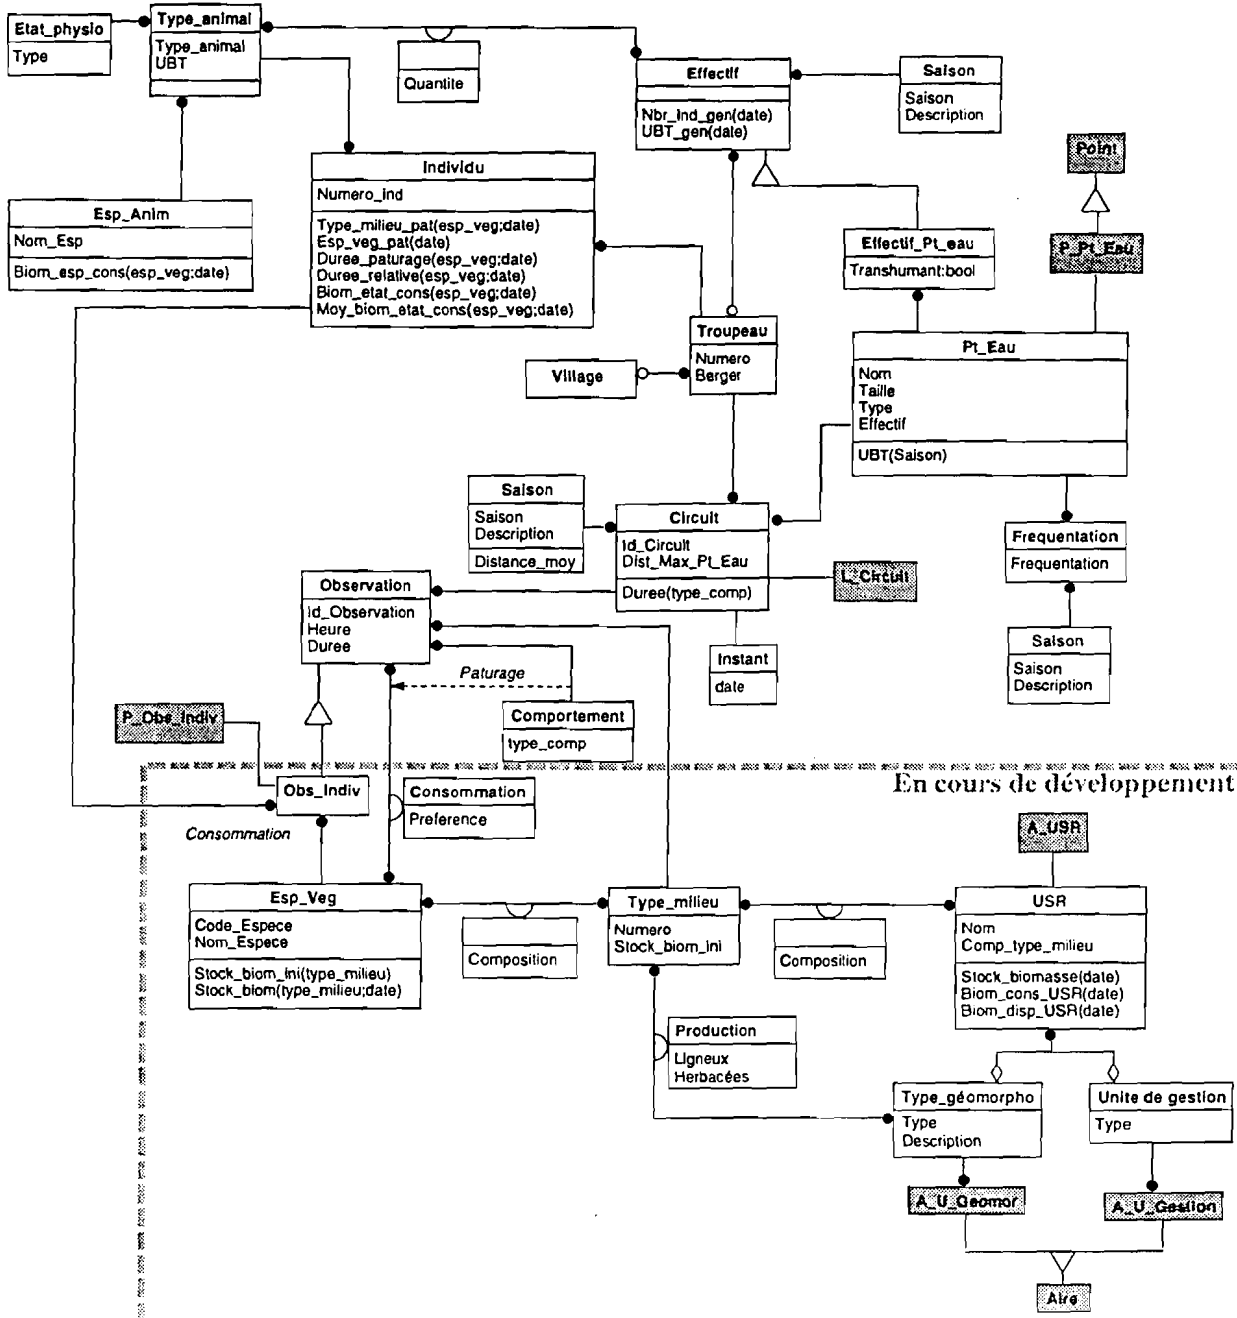 Etat_physio
Type
Type_animal
Type_animal
UBT
Quantite
Effectif
Nbr_Ind_gen(date)
UBT_gen(date)
Saison
Saison
Description
Point
P_Pt_Eau
Individu
Numero_ind
Type_milieu_pat(esp_veg;date)
Esp_veg_pat(date)
Duree_paturage(esp_veg;date)
Duree_relative(esp_veg;date)
Biom_etat_cons(esp_veg;date)
Moy_biom_etat_cons(esp_veg;date)
Esp_Anim
Nom_Esp
Biom_esp_cons(esp_veg;date)
Effectif_Pt_eau
Transhumant:bool
Troupeau
Numero
Berger
Village
Pt_Eau
Nom
Taille
Type
Effectif
UBT(Saison)
Saison
Saison
Description
Distance_moy
Circuit
Id_Circuit
Dist_Max_Pt_Eau
Duree(type_comp)
L_Circuit
Frequentation
Frequentation
Saison
Saison
Description
Observation
Id_Observation
Heure
Duree
Instant
date
Paturage
Comportement
type_comp
P_Obs_Indiv
En cours de développement
Obs_Indiv
Consommation
Consommation
Preference
A_USR
Esp_Veg
Code_Espece
Nom_Espece
Stock_biom_ini(type_milieu)
Stock_biom(type_milieu;date)
Composition
Type_milieu
Numero
Stock_biom_ini
Composition
USR
Nom
Comp_type_milieu
Stock_biomasse(date)
Biom_cons_USR(date)
Biom_disp_USR(date)
Production
Ligneux
Herbacées
Type_géomorpho
Type
Description
Unite de gestion
Type
A_U_Geomor
A_U_Gestion
Aire